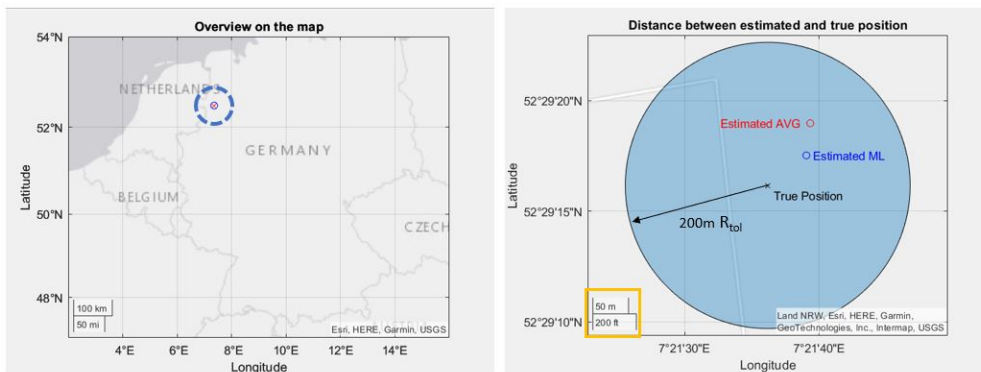 Overview on the map
54°N
52°N
50°N
48°N
Latitude
NETHERLANDS
GERMANY
BELGIUM
CZECH
100 km
50 mi
Esri, HERE, Garmin, USGS
4°E
6°E
8°E
10°E
12°E
14°E
Longitude
Distance between estimated and true position
52°29'20"N
52°29'15"N
52°29'10"N
Latitude
Estimated AVG
Estimated ML
True Position
200m Rtol
50 m
200 ft
Land NRW, Esri, HERE, Garmin,
GeoTechnologies, Inc., Intermap, USGS
7°21'30"E
7°21'40"E
Longitude